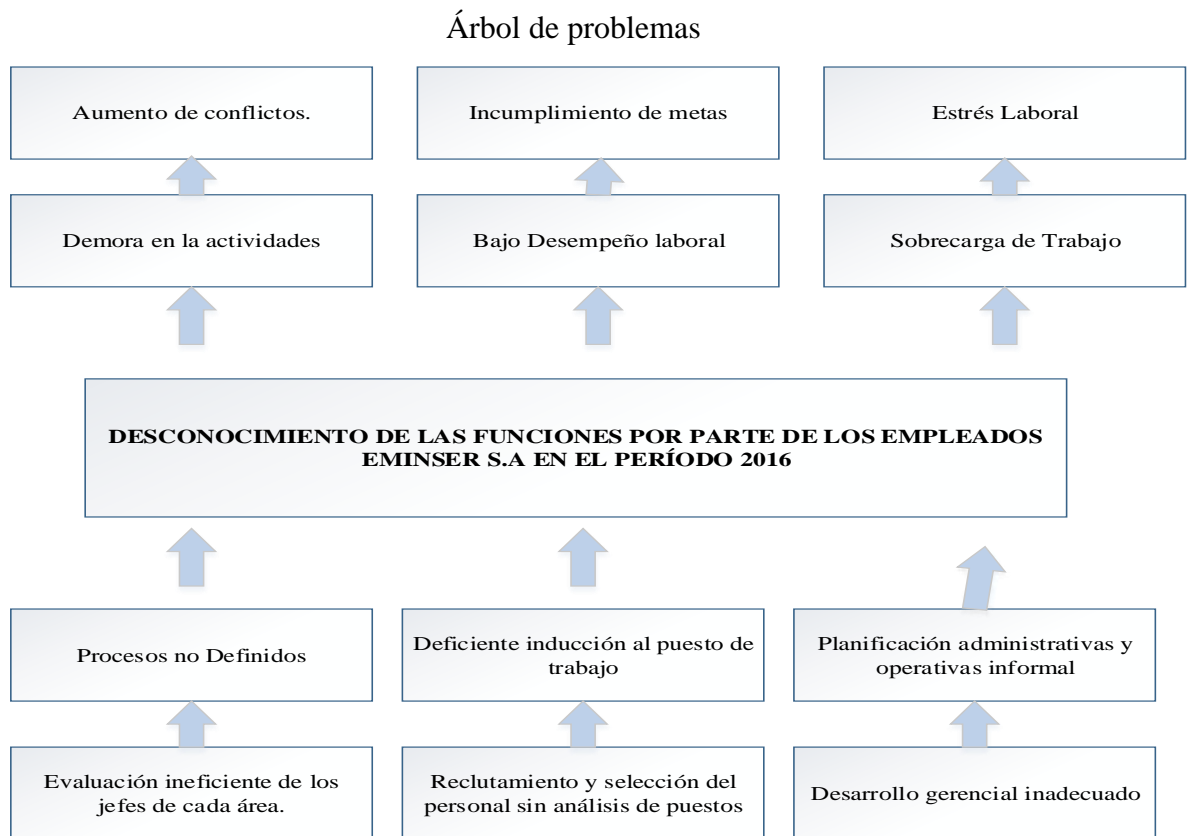 Árbol de problemas
Aumento de conflictos.
Incumplimiento de metas
Estrés Laboral
Demora en la actividades
Bajo Desempeño laboral
Sobrecarga de Trabajo
DESCONOCIMIENTO DE LAS FUNCIONES POR PARTE DE LOS EMPLEADOS
EMINSER S.A EN EL PERÍODO 2016
Procesos no Definidos
Deficiente inducción al puesto de
trabajo
Planificación administrativas y
operativas informal
Evaluación ineficiente de los
jefes de cada área.
Reclutamiento y selección del
personal sin análisis de puestos
Desarrollo gerencial inadecuado